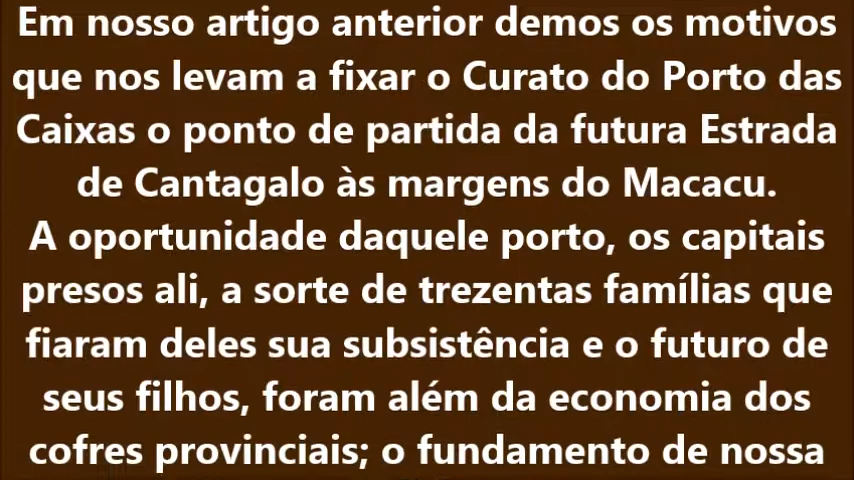 Em nosso artigo anterior demos os motivos
que nos levam a fixar o Curato do Porto das
Caixas o ponto de partida da futura Estrada
de Cantagalo às margens do Macacu.
A oportunidade daquele porto, os capitais
presos ali, a sorte de trezentas famílias que
fiaram deles sua subsistência e o futuro de
seus filhos, foram além da economia dos
cofres provinciais; o fundamento de nossa